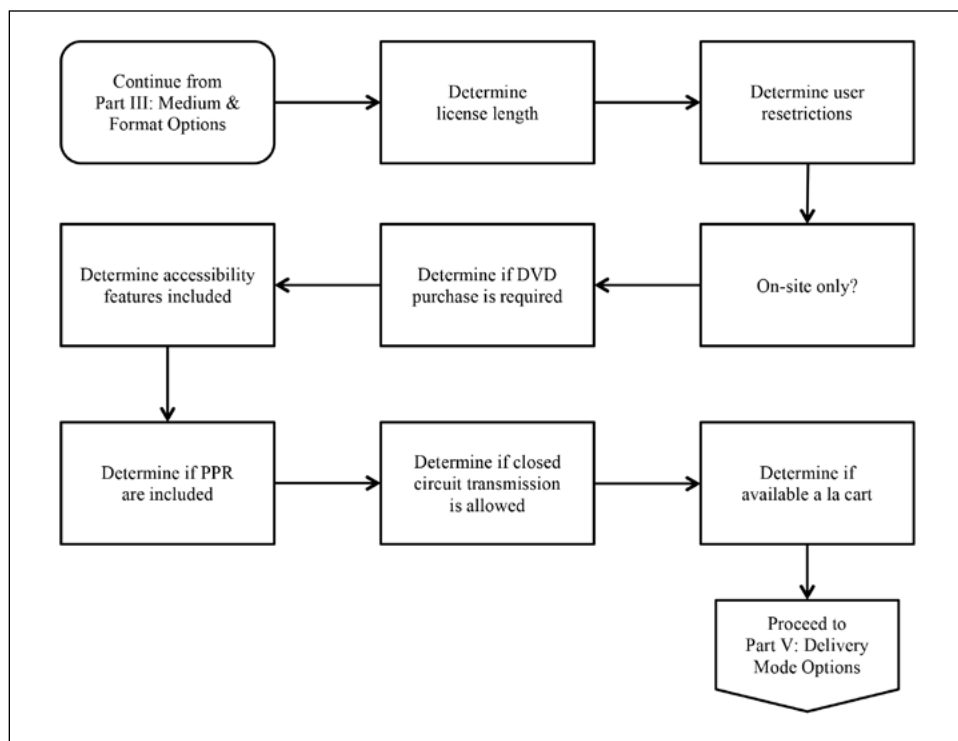 Continue from
Part III: Medium &
Format Options
Determine
license length
Determine user
resetrictions
On-site only?
Determine if DVD
purchase is required
Determine accessibility
features included
Determine if PPR
are included
Determine if closed
circuit transmission
is allowed
Determine if
available a la cart
Proceed to
Part V: Delivery
Mode Options